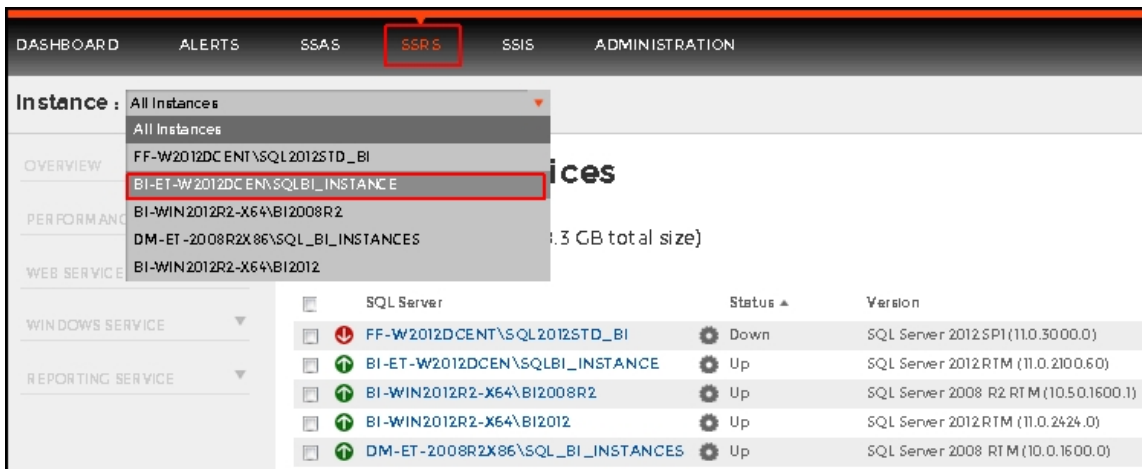 DASHBOARD ALERTS SSAS SSRS SSIS ADMINISTRATION
Instance : All Instances
All Instances
FF-W2012DCENT\SQL2012STD_BI
BI-ET-W2012DCEN\SQLBI_INSTANCE
BI-WIN2012R2-X64\BI2008R2
DM-ET-2008R2X86\SQL_BI_INSTANCES
BI-WIN2012R2-X64\BI2012
OVERVIEW
WEB SERVICE
WINDOWS SERVICE
REPORTING SERVICE
.3 GB total size)
SQL Server Status Version
FF-W2012DCENT\SQL2012STD_BI Down SQL Server 2012 SP1 (11.0.3000.0)
BI-ET-W2012DCEN\SQLBI_INSTANCE Up SQL Server 2012 RTM (11.0.2100.60)
BI-WIN2012R2-X64\BI2008R2 Up SQL Server 2008 R2 RTM (10.50.1600.1)
BI-WIN2012R2-X64\BI2012 Up SQL Server 2012 RTM (11.0.2424.0)
DM-ET-2008R2X86\SQL_BI_INSTANCES Up SQL Server 2008 RTM (10.0.1600.0)